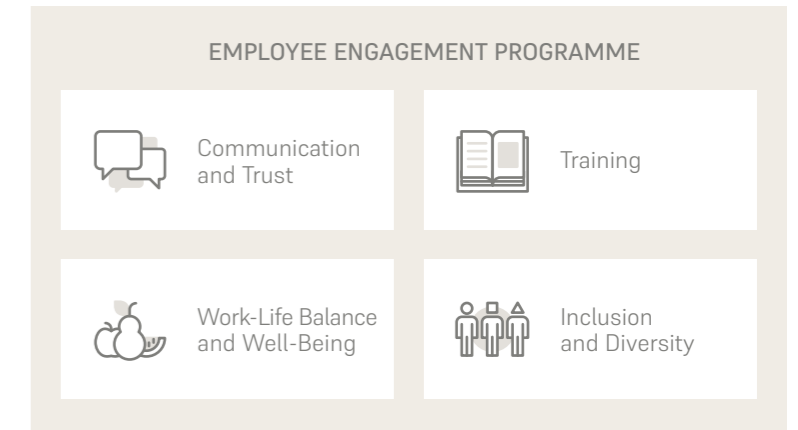 EMPLOYEE ENGAGEMENT PROGRAMME
Communication
and Trust
Training
Work-Life Balance
and Well-Being
Inclusion
and Diversity